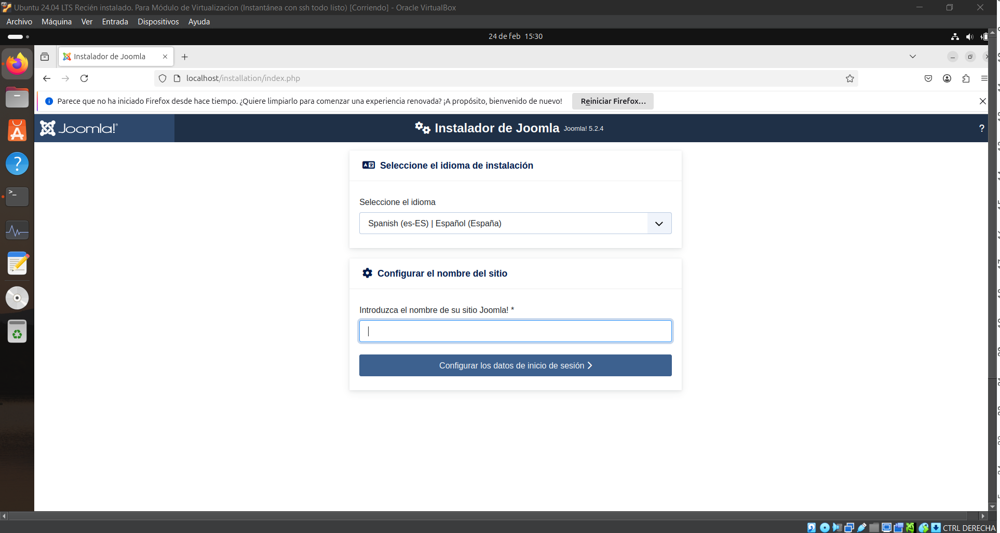 Ubuntu 24.04 LTS Recién instalado. Para Módulo de Virtualizacion (Instantánea con ssh todo listo) [Corriendo] - Oracle VirtualBox
Archivo Máquina Ver Entrada Dispositivos Ayuda
24 de feb 15:30
Instalador de Joomla
localhost/installation/index.php
Parece que no ha iniciado Firefox desde hace tiempo. ¿Quiere limpiarlo para comenzar una experiencia renovada? ¡A propósito, bienvenido de nuevo! Reiniciar Firefox...
Joomla!® Instalador de Joomla Joomla! 5.2.4 ?
Seleccione el idioma de instalación
Seleccione el idioma
Spanish (es-ES) | Español (España)
Configurar el nombre del sitio
Introduzca el nombre de su sitio Joomla! *
Configurar los datos de inicio de sesión
CTRL DERECHA